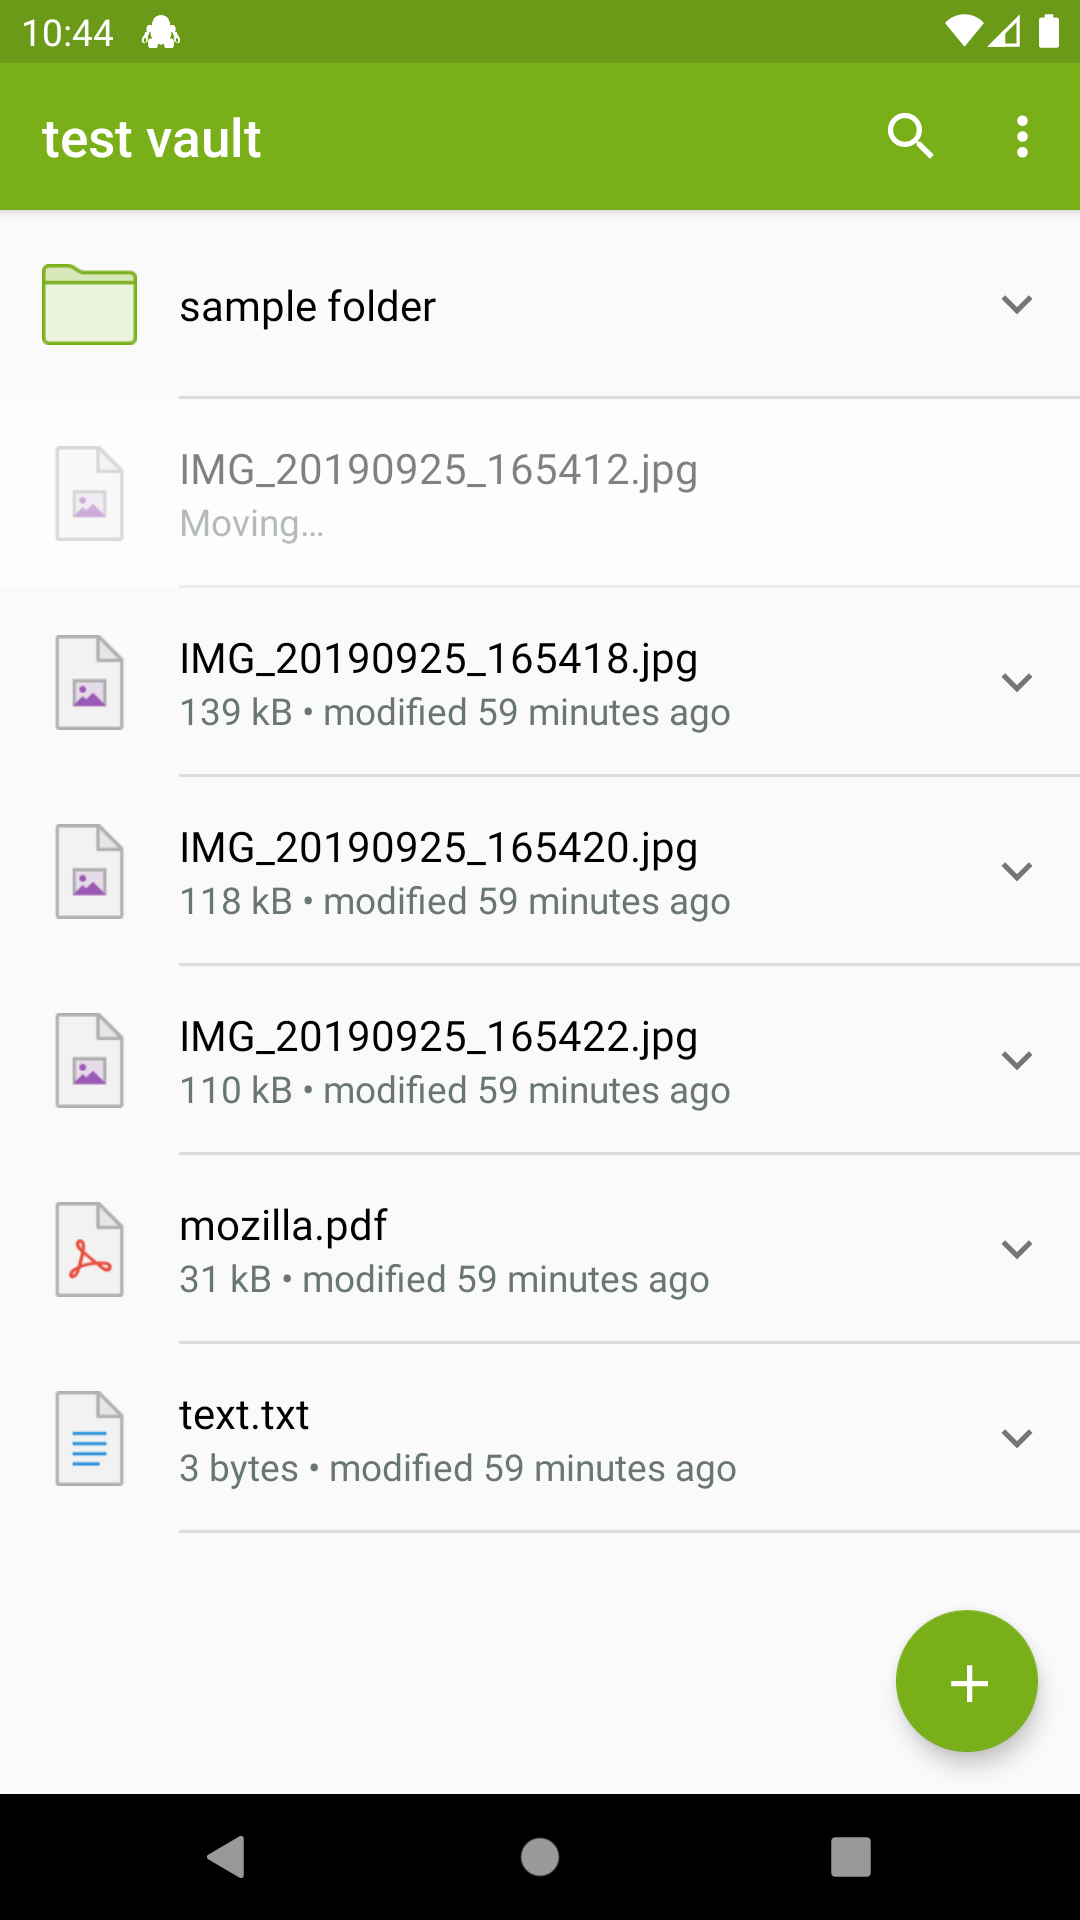 10:44
test vault
sample folder
IMG_20190925_165412.jpg
Moving…
IMG_20190925_165418.jpg
139 kB • modified 59 minutes ago
IMG_20190925_165420.jpg
118 kB • modified 59 minutes ago
IMG_20190925_165422.jpg
110 kB • modified 59 minutes ago
mozilla.pdf
31 kB • modified 59 minutes ago
text.txt
3 bytes • modified 59 minutes ago